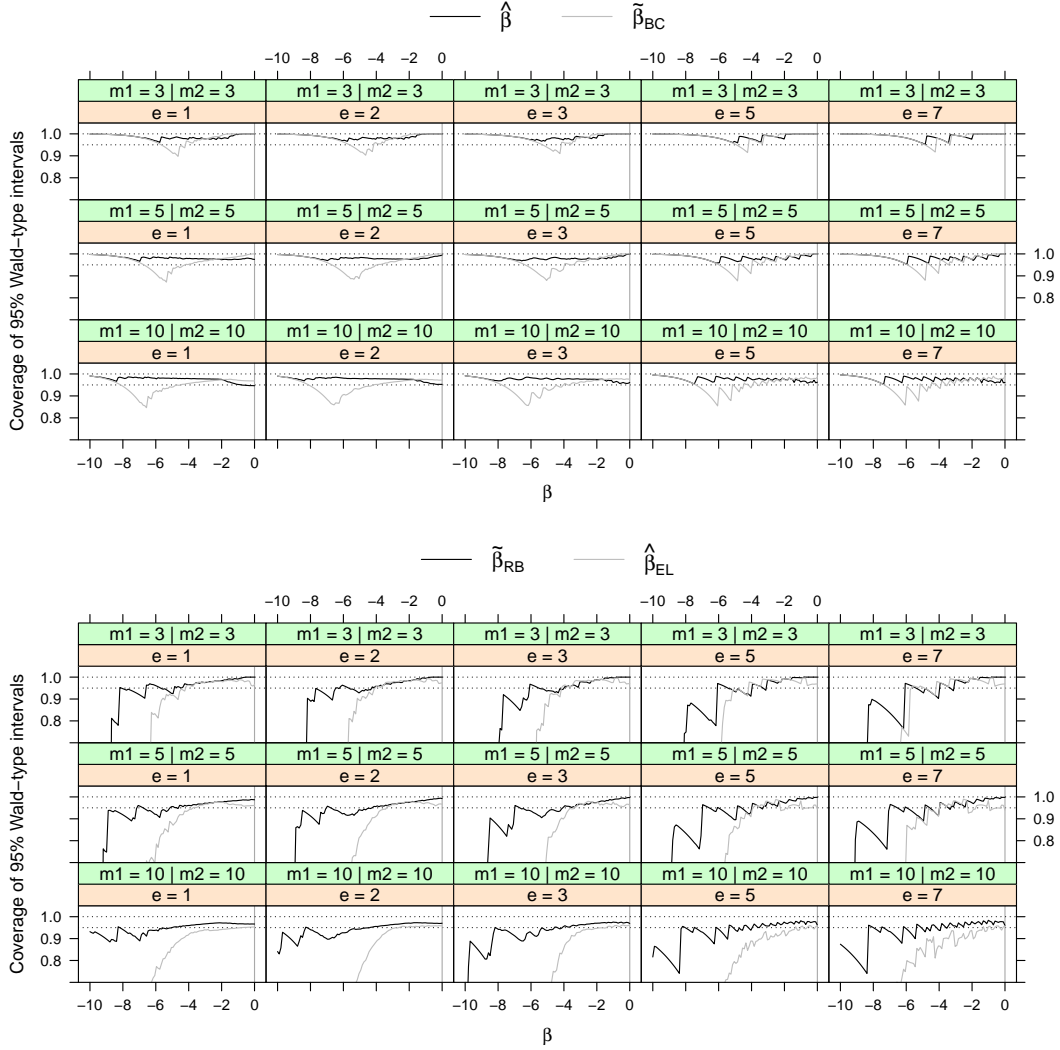 β̂ β̃BC
−10 −8 −6 −4 −2 0 −10 −8 −6 −4 −2 0
m1 = 3 | m2 = 3 m1 = 3 | m2 = 3 m1 = 3 | m2 = 3 m1 = 3 | m2 = 3 m1 = 3 | m2 = 3
e = 1 e = 2 e = 3 e = 5 e = 7
1.0
0.9
0.8
m1 = 5 | m2 = 5 m1 = 5 | m2 = 5 m1 = 5 | m2 = 5 m1 = 5 | m2 = 5 m1 = 5 | m2 = 5
e = 1 e = 2 e = 3 e = 5 e = 7
1.0
0.9
0.8
m1 = 10 | m2 = 10 m1 = 10 | m2 = 10 m1 = 10 | m2 = 10 m1 = 10 | m2 = 10 m1 = 10 | m2 = 10
e = 1 e = 2 e = 3 e = 5 e = 7
1.0
0.9
0.8
−10 −8 −6 −4 −2 0 −10 −8 −6 −4 −2 0 −10 −8 −6 −4 −2 0
β
Coverage of 95% Wald−type intervals
β̃RB β̂EL
−10 −8 −6 −4 −2 0 −10 −8 −6 −4 −2 0
m1 = 3 | m2 = 3 m1 = 3 | m2 = 3 m1 = 3 | m2 = 3 m1 = 3 | m2 = 3 m1 = 3 | m2 = 3
e = 1 e = 2 e = 3 e = 5 e = 7
1.0
0.9
0.8
m1 = 5 | m2 = 5 m1 = 5 | m2 = 5 m1 = 5 | m2 = 5 m1 = 5 | m2 = 5 m1 = 5 | m2 = 5
e = 1 e = 2 e = 3 e = 5 e = 7
1.0
0.9
0.8
m1 = 10 | m2 = 10 m1 = 10 | m2 = 10 m1 = 10 | m2 = 10 m1 = 10 | m2 = 10 m1 = 10 | m2 = 10
e = 1 e = 2 e = 3 e = 5 e = 7
1.0
0.9
0.8
−10 −8 −6 −4 −2 0 −10 −8 −6 −4 −2 0 −10 −8 −6 −4 −2 0
β
Coverage of 95% Wald−type intervals